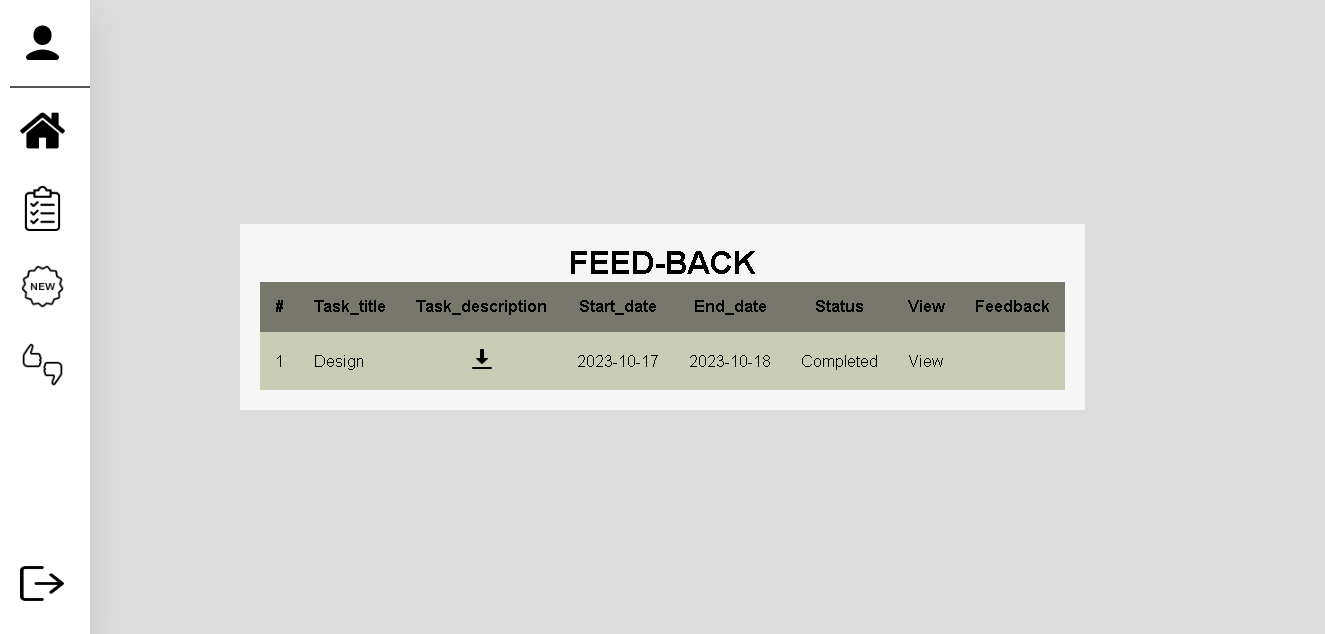 NEW
FEED-BACK
# Task_title Task_description Start_date End_date Status View Feedback
1 Design 2023-10-17 2023-10-18 Completed View